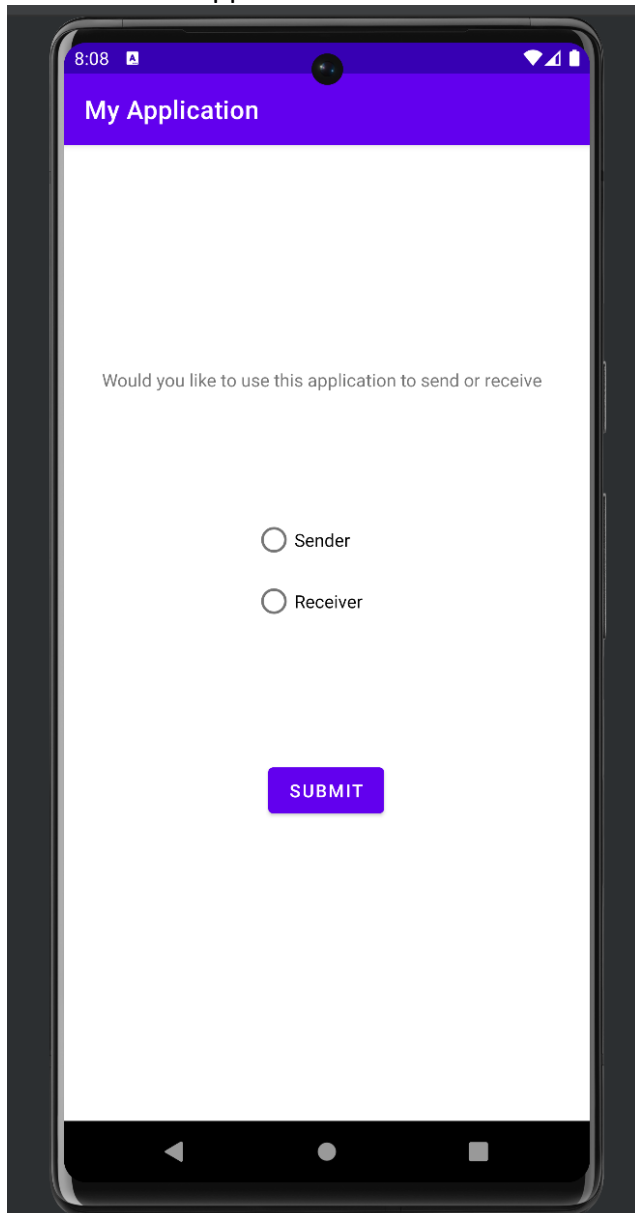 8:08
My Application
Would you like to use this application to send or receive
Sender
Receiver
SUBMIT